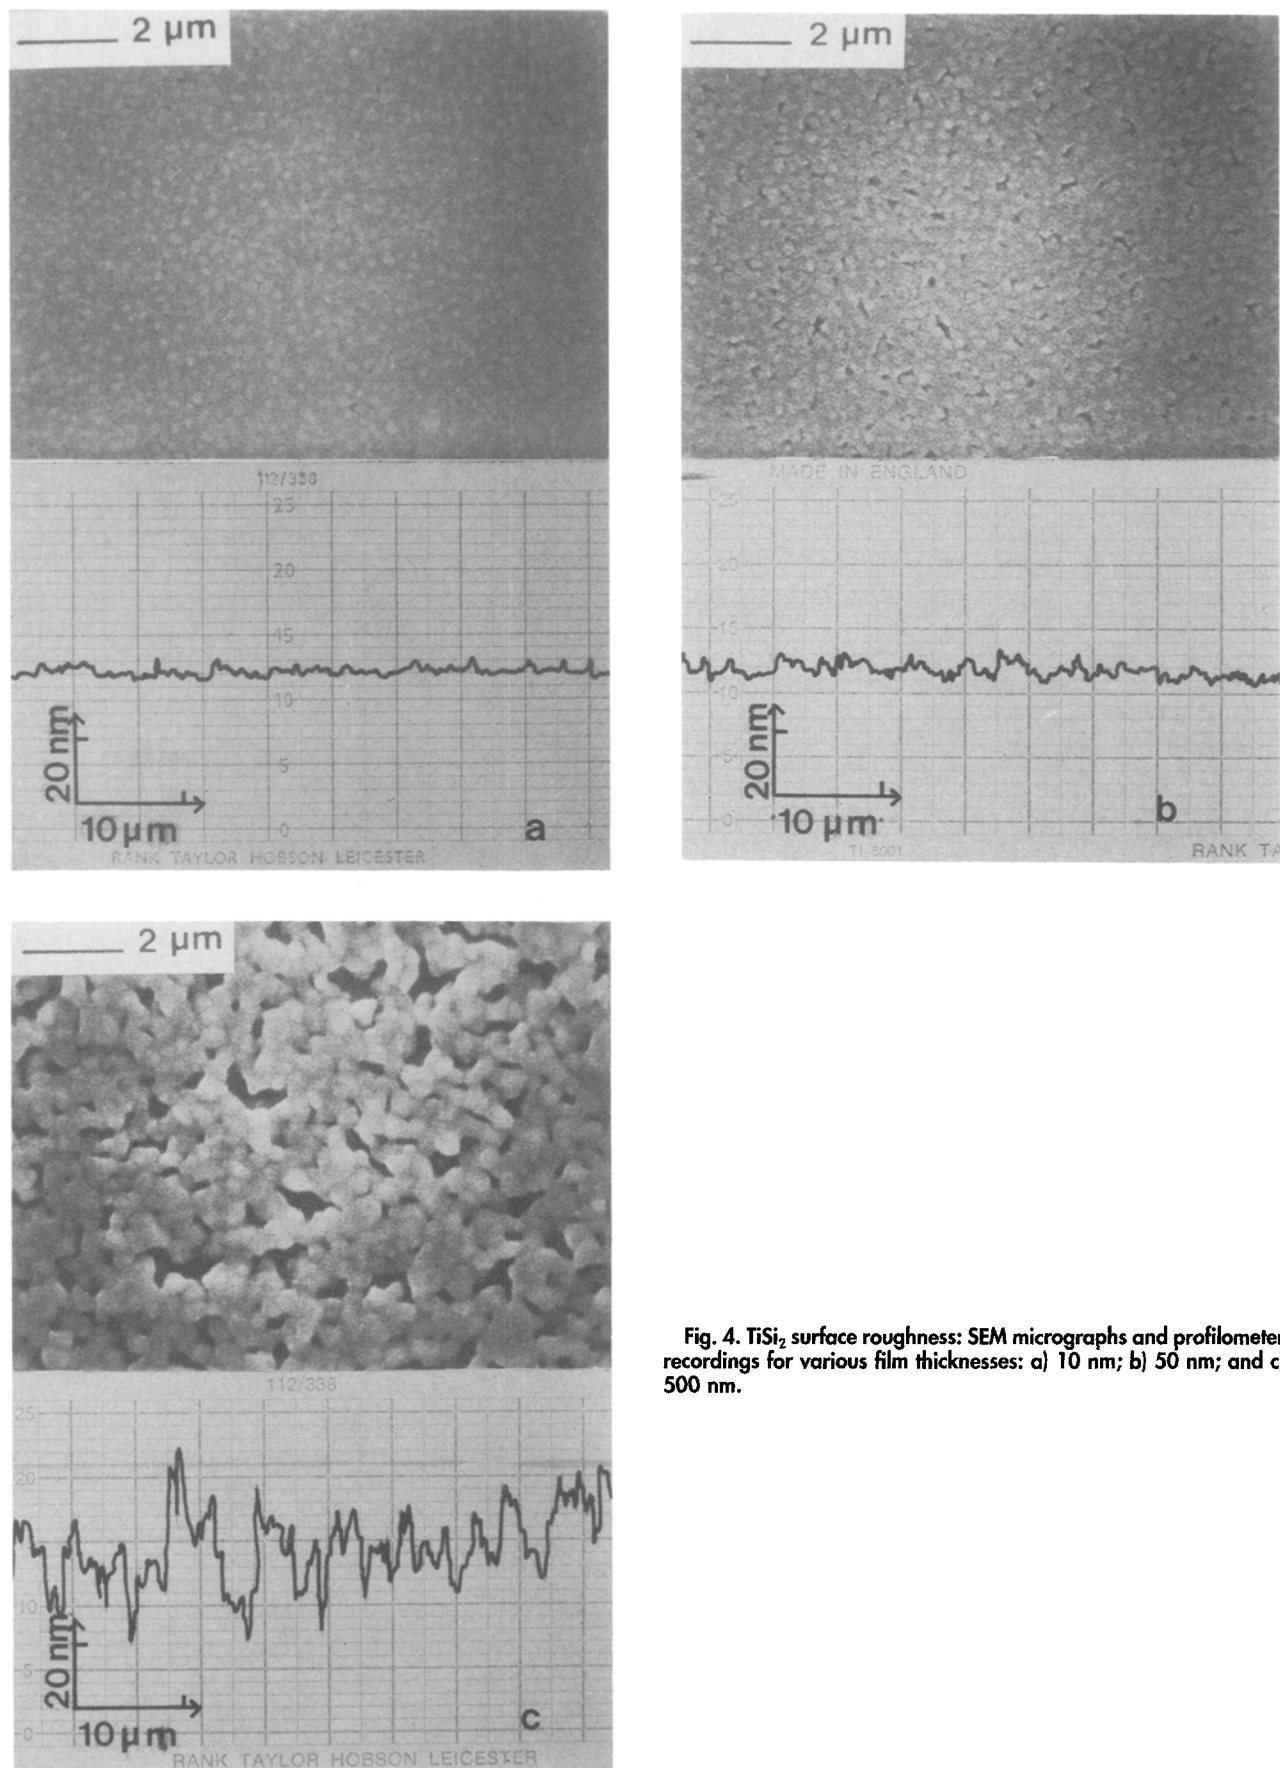 2 µm
112/338
25
20
15
10
5
0
20 nm
10 µm
a
RANK TAYLOR HOBSON LEICESTER
2 µm
MADE IN ENGLAND
25
20
15
10
5
0
20 nm
10 µm
b
RANK TA
2 µm
112/338
25
20
10
5
0
20 nm
10 µm
c
RANK TAYLOR HOBSON LEICESTER
Fig. 4. TiSi₂ surface roughness: SEM micrographs and profilometer
recordings for various film thicknesses: a) 10 nm; b) 50 nm; and c)
500 nm.